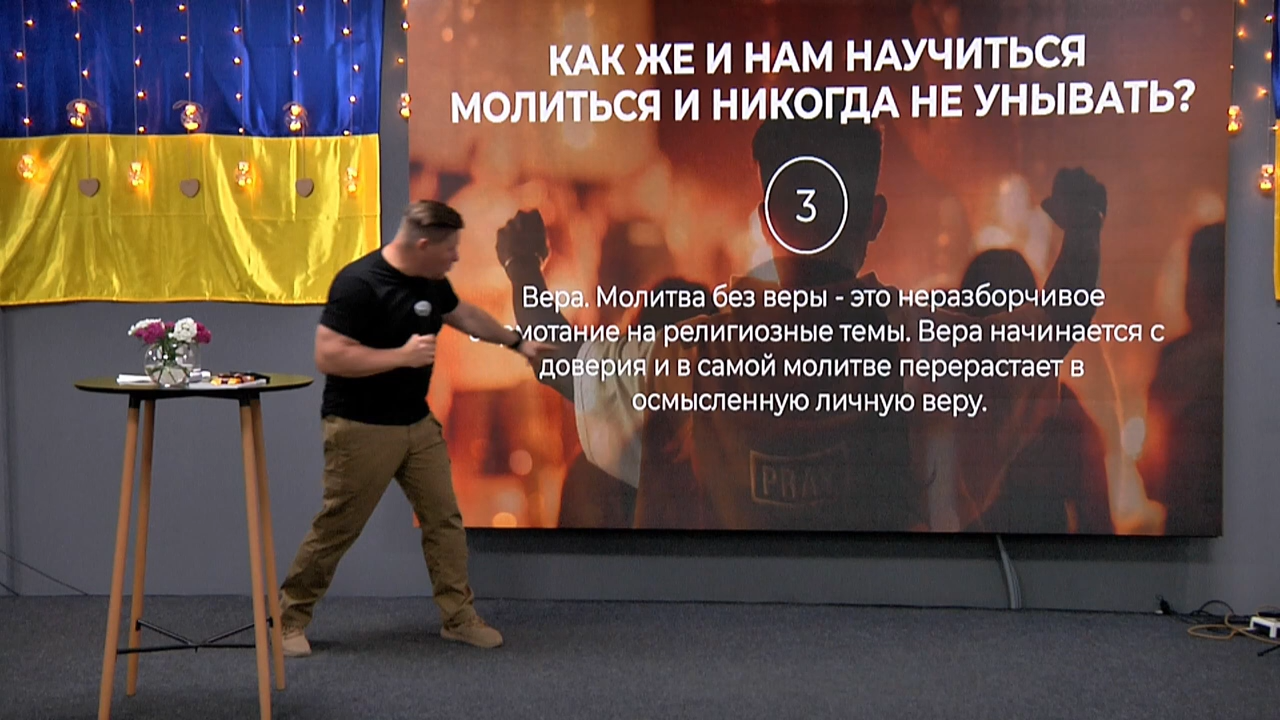 КАК ЖЕ И НАМ НАУЧИТЬСЯ
МОЛИТЬСЯ И НИКОГДА НЕ УНЫВАТЬ?
3
Вера. Молитва без веры - это неразборчивое
на религиозные темы. Вера начинается с
доверия и в самой молитве перерастает в
осмысленную личную веру.
PRAY